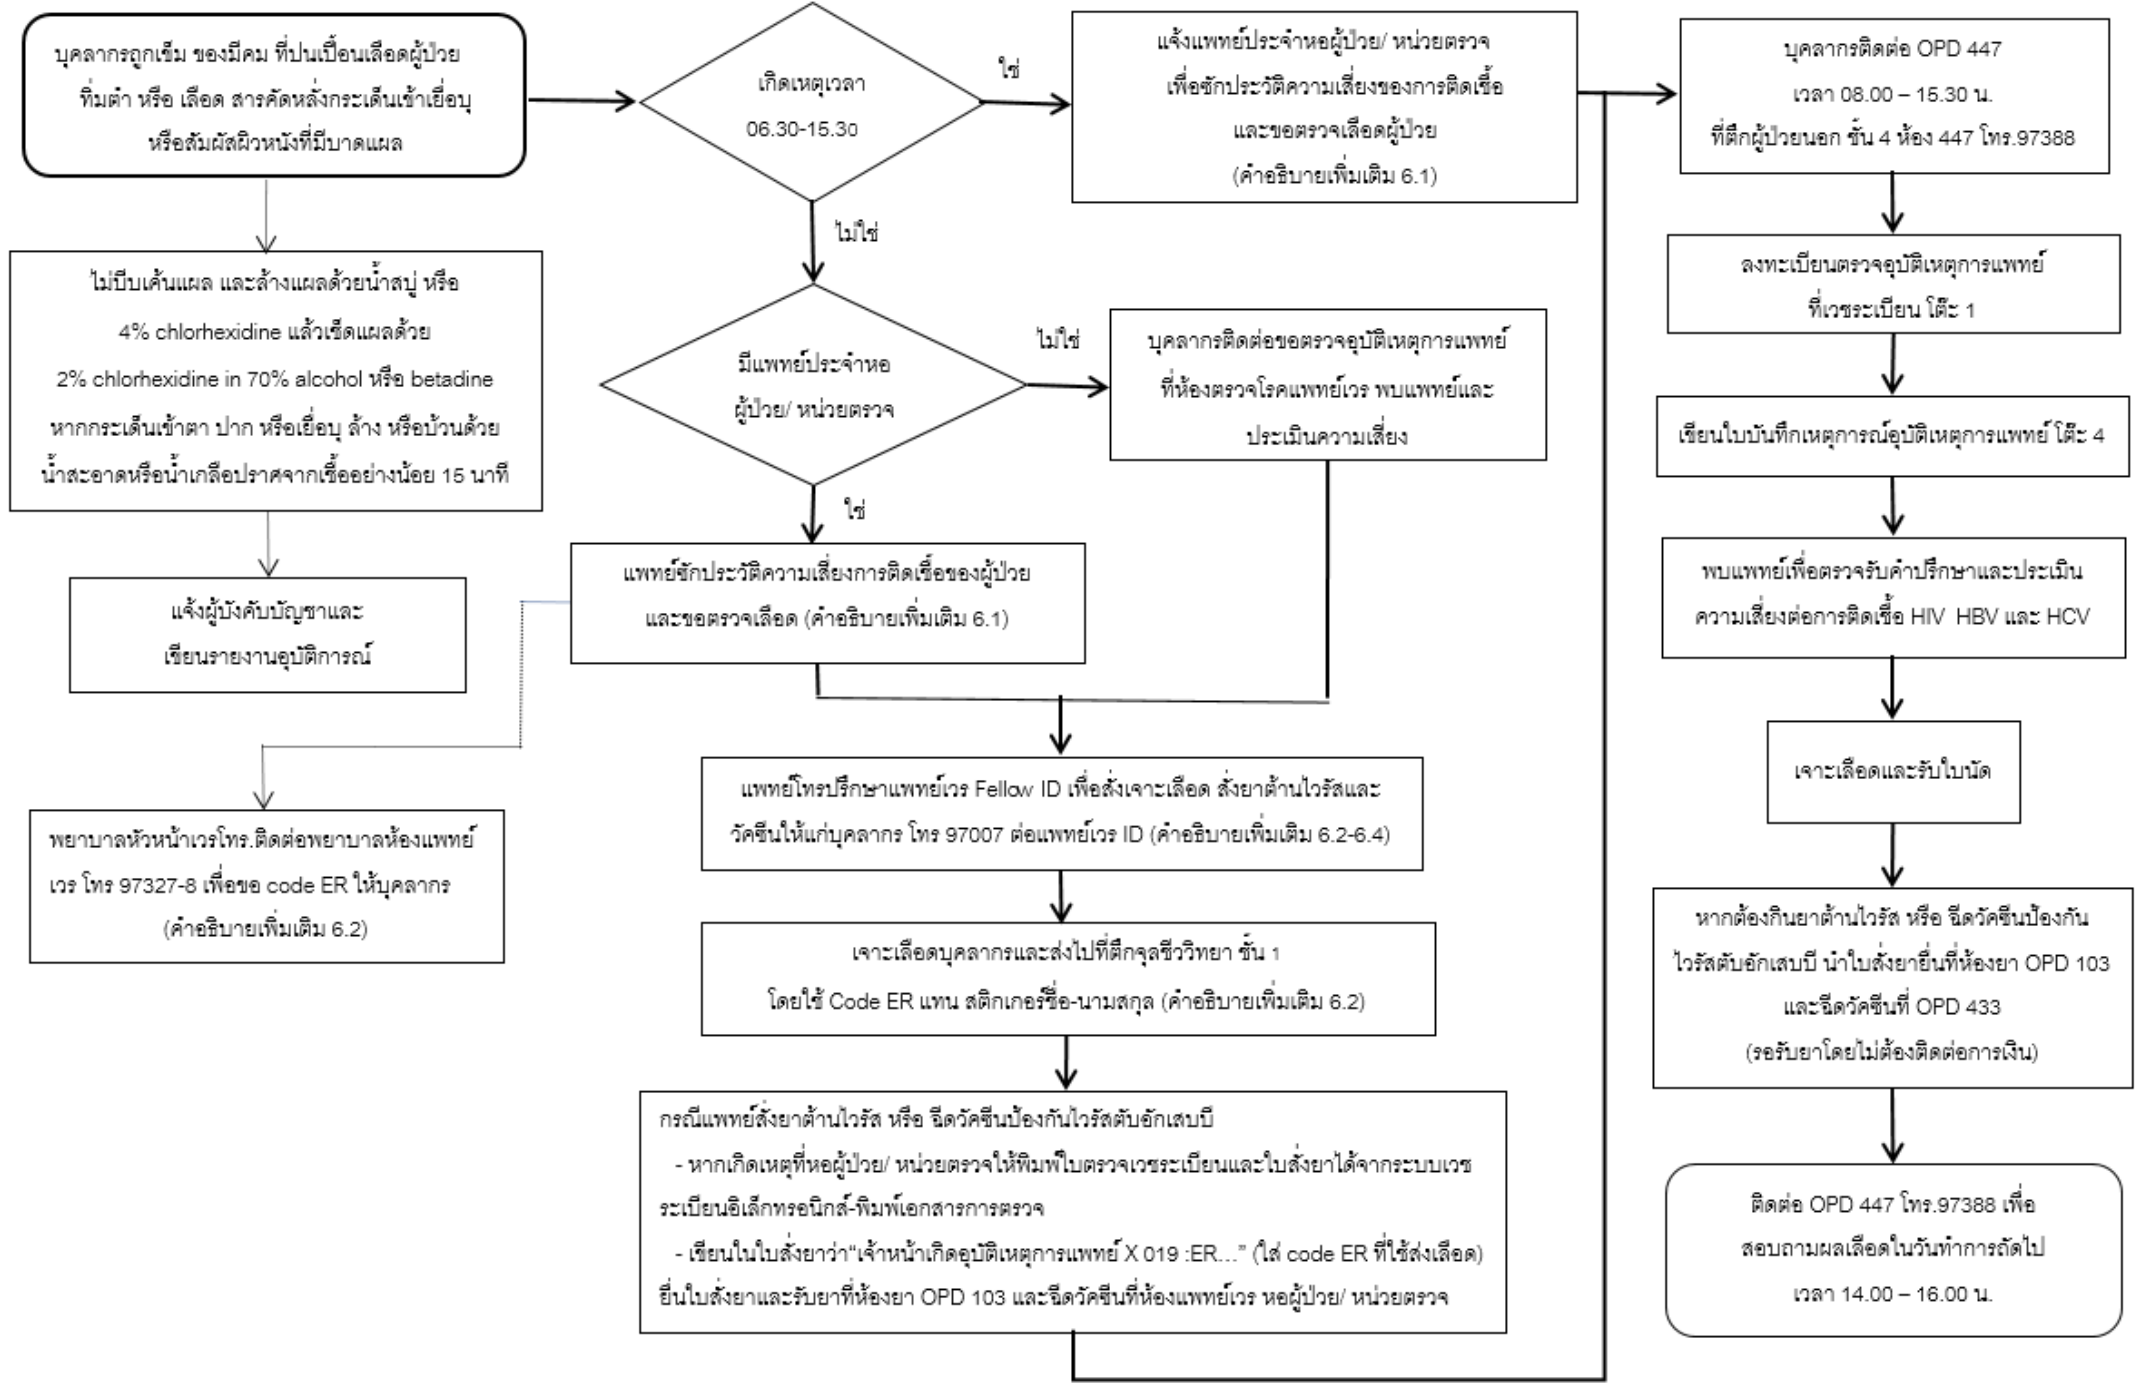 บุคลากรถูกเข็ม ของมีคม ที่ปนเปื้อนเลือดผู้ป่วย
ทิ่มตำ หรือ เลือด สารคัดหลั่งกระเด็นเข้าเยื่อบุ
หรือสัมผัสผิวหนังที่มีบาดแผล
ไม่บีบเค้นแผล และล้างแผลด้วยน้ำสบู่ หรือ
4% chlorhexidine แล้วเช็ดแผลด้วย
2% chlorhexidine in 70% alcohol หรือ betadine
หากกระเด็นเข้าตา ปาก หรือเยื่อบุ ล้าง หรือบ้วนด้วย
น้ำสะอาดหรือน้ำเกลือปราศจากเชื้ออย่างน้อย 15 นาที
แจ้งผู้บังคับบัญชาและ
เขียนรายงานอุบัติการณ์
พยาบาลหัวหน้าเวรโทร.ติดต่อพยาบาลห้องแพทย์
เวร โทร 97327-8 เพื่อขอ code ER ให้บุคลากร
(คำอธิบายเพิ่มเติม 6.2)
เกิดเหตุเวลา
06.30-15.30
ใช่
ไม่ใช่
แจ้งแพทย์ประจำหอผู้ป่วย/ หน่วยตรวจ
เพื่อซักประวัติความเสี่ยงของการติดเชื้อ
และขอตรวจเลือดผู้ป่วย
(คำอธิบายเพิ่มเติม 6.1)
มีแพทย์ประจำหอ
ผู้ป่วย/ หน่วยตรวจ
ไม่ใช่
ใช่
บุคลากรติดต่อขอตรวจอุบัติเหตุการแพทย์
ที่ห้องตรวจโรคแพทย์เวร พบแพทย์และ
ประเมินความเสี่ยง
แพทย์ซักประวัติความเสี่ยงการติดเชื้อของผู้ป่วย
และขอตรวจเลือด (คำอธิบายเพิ่มเติม 6.1)
แพทย์โทรปรึกษาแพทย์เวร Fellow ID เพื่อสั่งเจาะเลือด สั่งยาต้านไวรัสและ
วัคซีนให้แก่บุคลากร โทร 97007 ต่อแพทย์เวร ID (คำอธิบายเพิ่มเติม 6.2-6.4)
เจาะเลือดบุคลากรและส่งไปที่ตึกจุลชีววิทยา ชั้น 1
โดยใช้ Code ER แทน สติกเกอร์ชื่อ-นามสกุล (คำอธิบายเพิ่มเติม 6.2)
กรณีแพทย์สั่งยาต้านไวรัส หรือ ฉีดวัคซีนป้องกันไวรัสตับอักเสบบี
- หากเกิดเหตุที่หอผู้ป่วย/ หน่วยตรวจให้พิมพ์ใบตรวจเวชระเบียนและใบสั่งยาได้จากระบบเวช
ระเบียนอิเล็กทรอนิกส์-พิมพ์เอกสารการตรวจ
- เขียนในใบสั่งยาว่า“เจ้าหน้าเกิดอุบัติเหตุการแพทย์ X 019 :ER...” (ใส่ code ER ที่ใช้ส่งเลือด)
ยื่นใบสั่งยาและรับยาที่ห้องยา OPD 103 และฉีดวัคซีนที่ห้องแพทย์เวร หอผู้ป่วย/ หน่วยตรวจ
บุคลากรติดต่อ OPD 447
เวลา 08.00 – 15.30 น.
ที่ตึกผู้ป่วยนอก ชั้น 4 ห้อง 447 โทร.97388
ลงทะเบียนตรวจอุบัติเหตุการแพทย์
ที่เวชระเบียน โต๊ะ 1
เขียนใบบันทึกเหตุการณ์อุบัติเหตุการแพทย์ โต๊ะ 4
พบแพทย์เพื่อตรวจรับคำปรึกษาและประเมิน
ความเสี่ยงต่อการติดเชื้อ HIV HBV และ HCV
เจาะเลือดและรับใบนัด
หากต้องกินยาต้านไวรัส หรือ ฉีดวัคซีนป้องกัน
ไวรัสตับอักเสบบี นำใบสั่งยายื่นที่ห้องยา OPD 103
และฉีดวัคซีนที่ OPD 433
(รอรับยาโดยไม่ต้องติดต่อการเงิน)
ติดต่อ OPD 447 โทร.97388 เพื่อ
สอบถามผลเลือดในวันทำการถัดไป
เวลา 14.00 – 16.00 น.